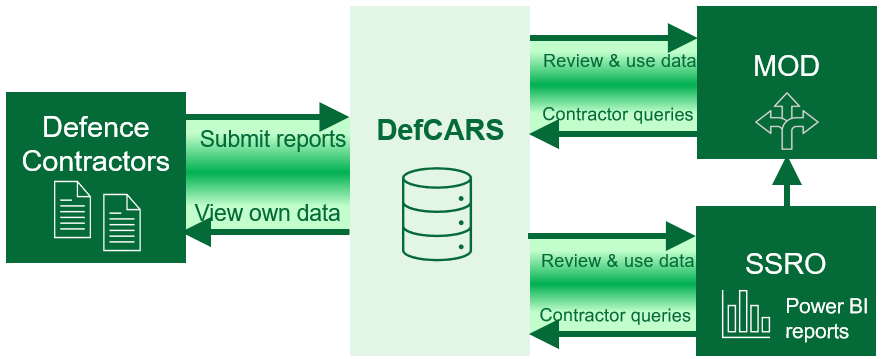 Defence
Contractors
Submit reports
View own data
DefCARS
Review & use data
Contractor queries
MOD
Review & use data
Contractor queries
SSRO
Power BI
reports